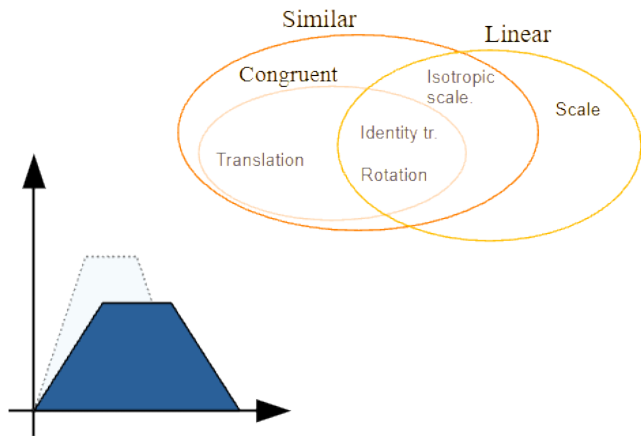 Similar
Linear
Congruent
Isotropic
scale.
Scale
Identity tr.
Translation
Rotation